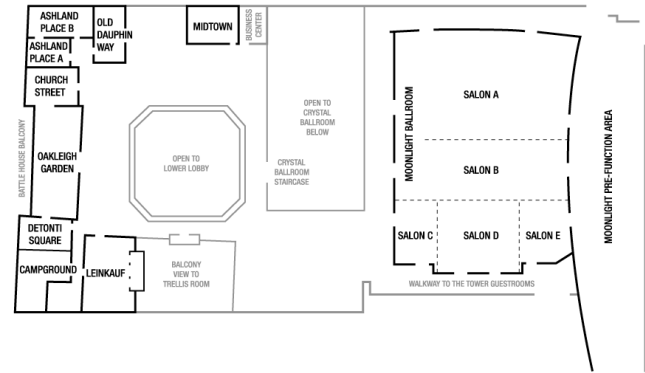 ASHLAND
PLACE B
OLD
DAUPHIN
WAY
MIDTOWN
BUSINESS
CENTER
ASHLAND
PLACE A
CHURCH
STREET
BATTLE HOUSE BALCONY
OAKLEIGH
GARDEN
OPEN TO
LOWER LOBBY
OPEN TO
CRYSTAL
BALLROOM
BELOW
CRYSTAL
BALLROOM
STAIRCASE
MOONLIGHT BALLROOM
SALON A
SALON B
SALON C
SALON D
SALON E
MOONLIGHT PRE-FUNCTION AREA
DETONTI
SQUARE
CAMPGROUND
LEINKAUF
BALCONY
VIEW TO
TRELLIS ROOM
WALKWAY TO THE TOWER GUESTROOMS